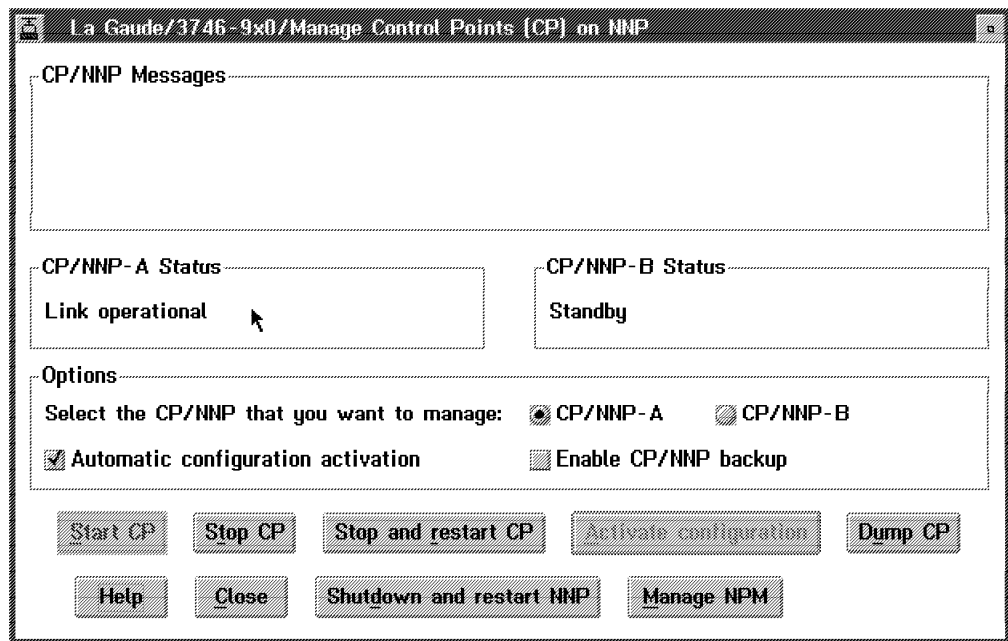 La Gaude/3746-9x0/Manage Control Points (CP) on NNP
CP/NNP Messages
CP/NNP-A Status
CP/NNP-B Status
Link operational
Standby
Options
Select the CP/NNP that you want to manage:
CP/NNP-A
CP/NNP-B
Automatic configuration activation
Enable CP/NNP backup
Start CP
Stop CP
Stop and restart CP
Activate configuration
Dump CP
Help
Close
Shutdown and restart NNP
Manage NPM